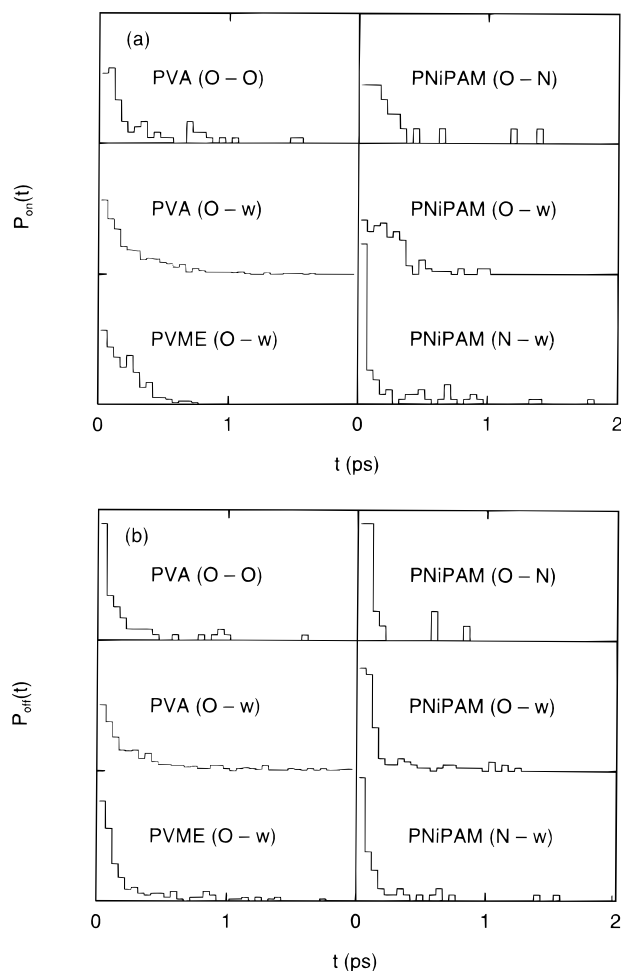 (a)
PVA (O – O)
PNiPAM (O – N)
PVA (O – w)
PNiPAM (O – w)
PVME (O – w)
PNiPAM (N – w)
Pon(t)
0 1 0 1 2
t (ps)
(b)
PVA (O – O)
PNiPAM (O – N)
PVA (O – w)
PNiPAM (O – w)
PVME (O – w)
PNiPAM (N – w)
Poff(t)
0 1 0 1 2
t (ps)